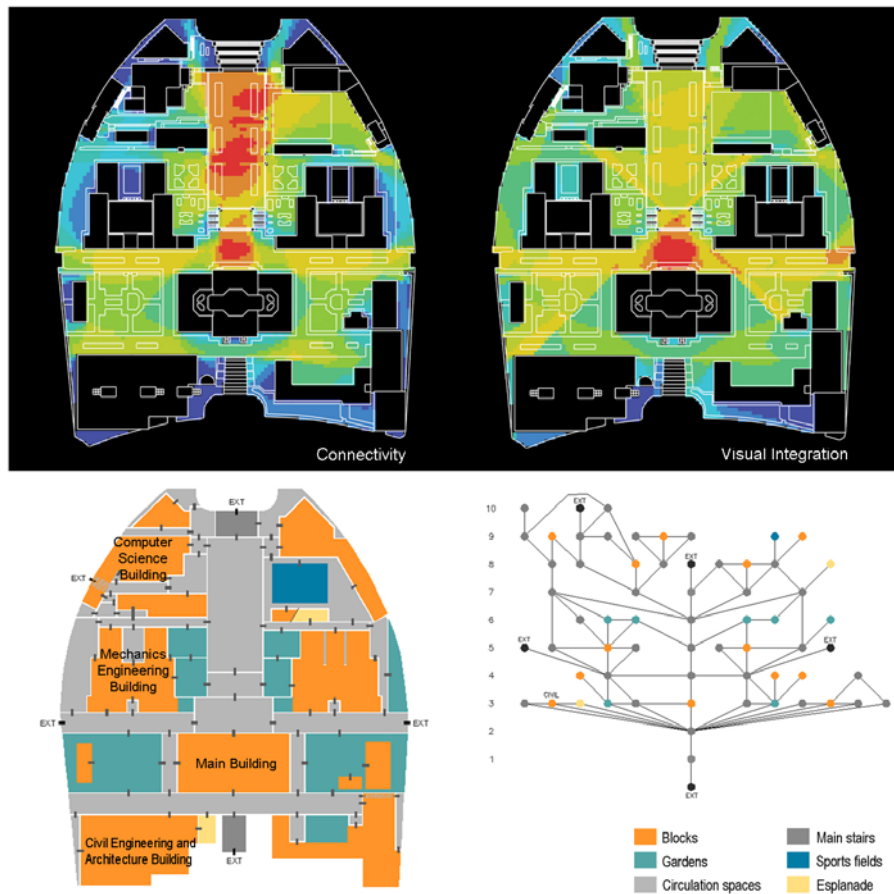 Connectivity
Visual Integration
EXT
Computer
Science
Building
EXT
Mechanics
Engineering
Building
EXT
EXT
Main Building
Civil Engineering and
Architecture Building
EXT
10
9
8
7
6
5
4
3
2
1
EXT
EXT
EXT
EXT
CIVIL
EXT
Blocks
Gardens
Circulation spaces
Main stairs
Sports fields
Esplanade